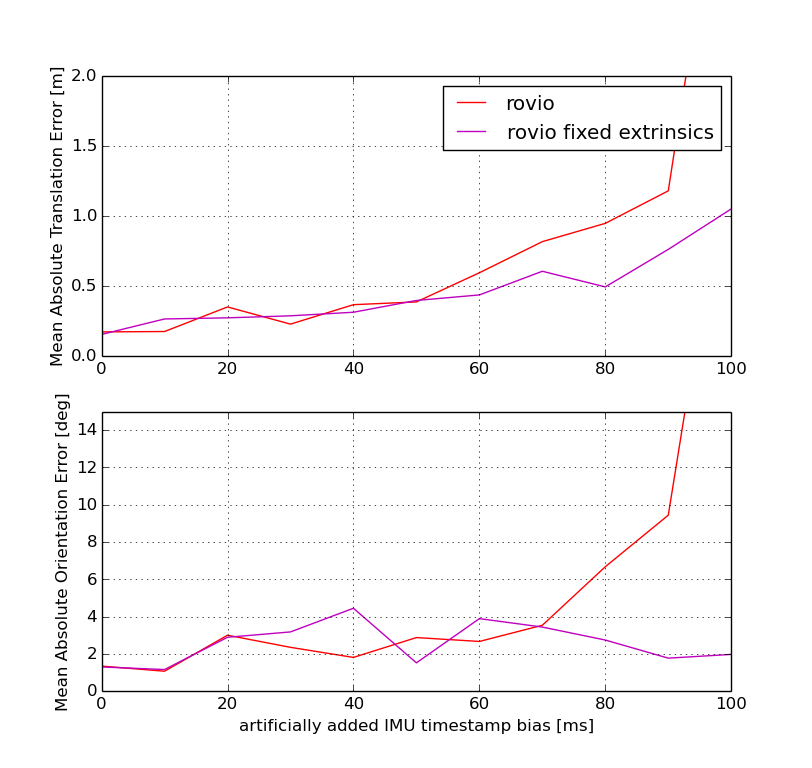 Mean Absolute Translation Error [m]
2.0
1.5
1.0
0.5
0.0
rovio
rovio fixed extrinsics
0 20 40 60 80 100
Mean Absolute Orientation Error [deg]
14
12
10
8
6
4
2
0
0 20 40 60 80 100
artificially added IMU timestamp bias [ms]